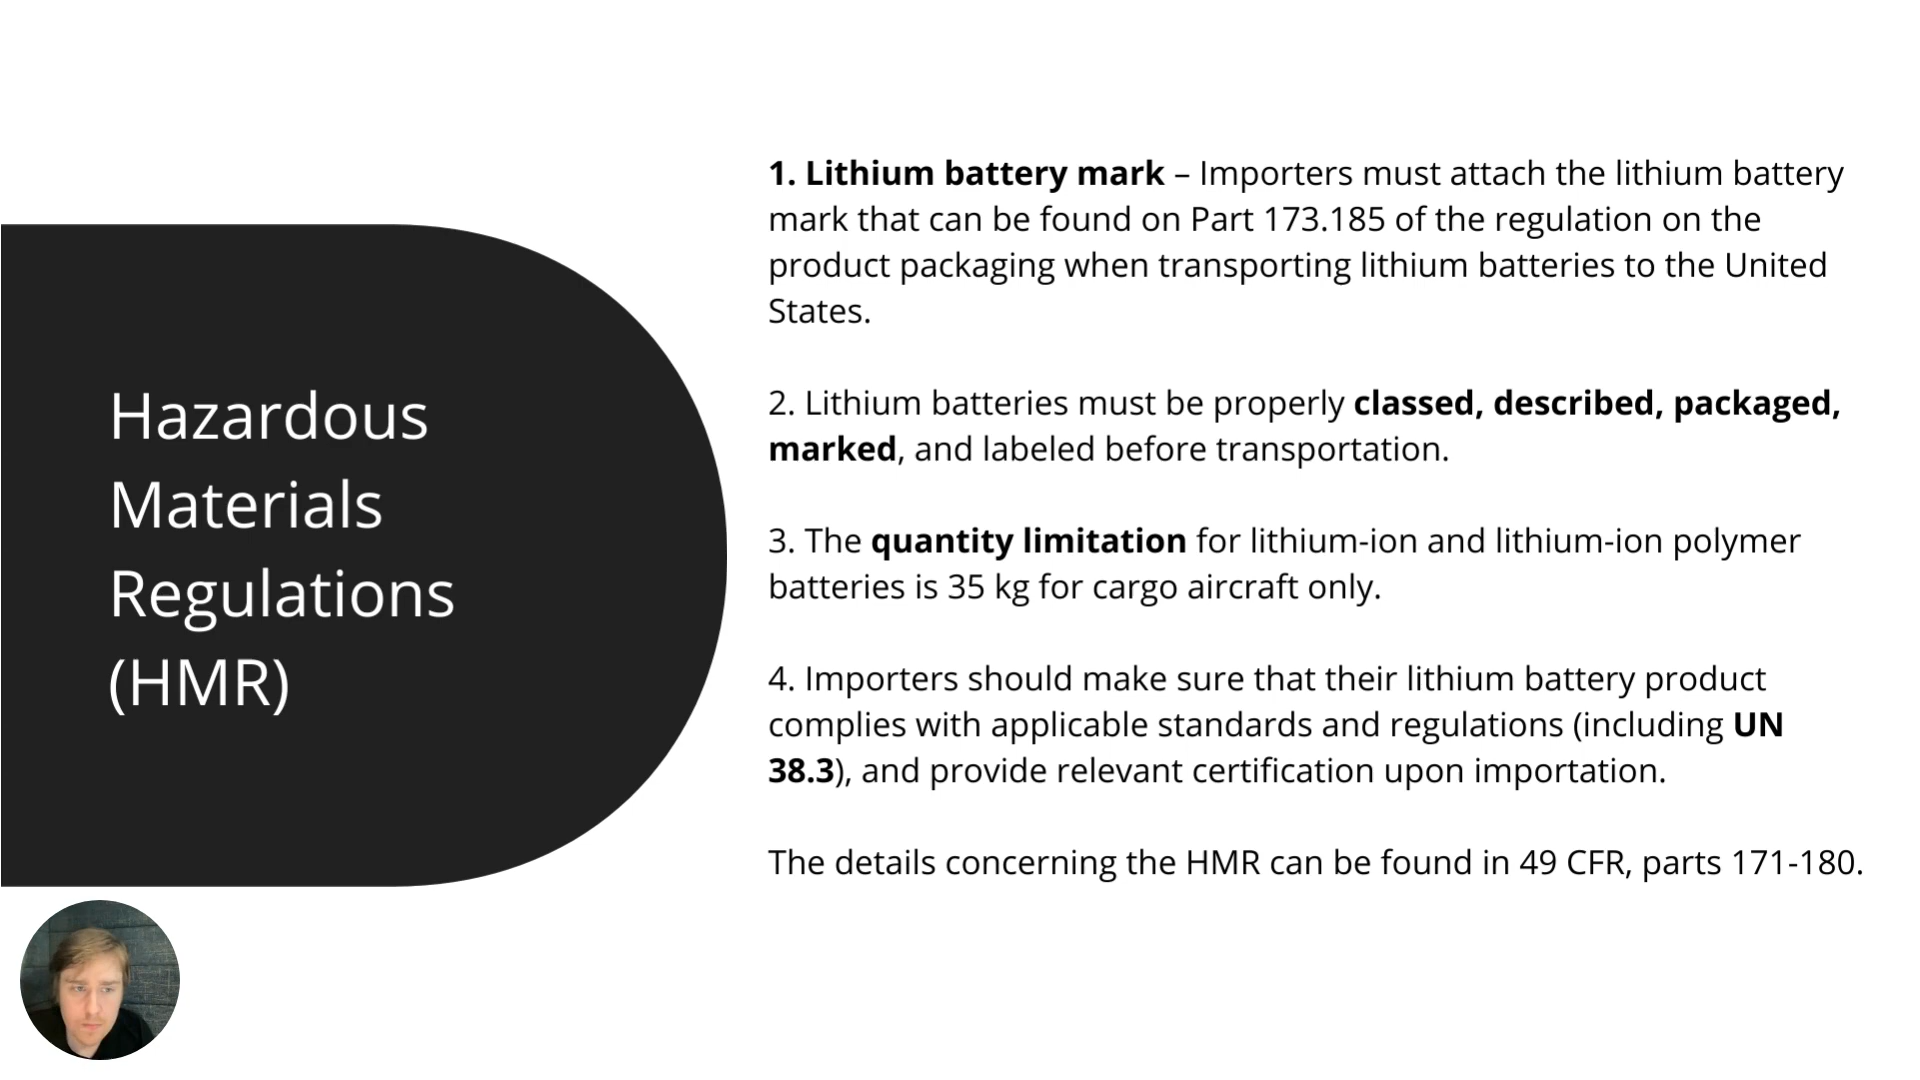 Hazardous
Materials
Regulations
(HMR)
1. Lithium battery mark – Importers must attach the lithium battery
mark that can be found on Part 173.185 of the regulation on the
product packaging when transporting lithium batteries to the United
States.
2. Lithium batteries must be properly classed, described, packaged,
marked, and labeled before transportation.
3. The quantity limitation for lithium-ion and lithium-ion polymer
batteries is 35 kg for cargo aircraft only.
4. Importers should make sure that their lithium battery product
complies with applicable standards and regulations (including UN
38.3), and provide relevant certification upon importation.
The details concerning the HMR can be found in 49 CFR, parts 171-180.